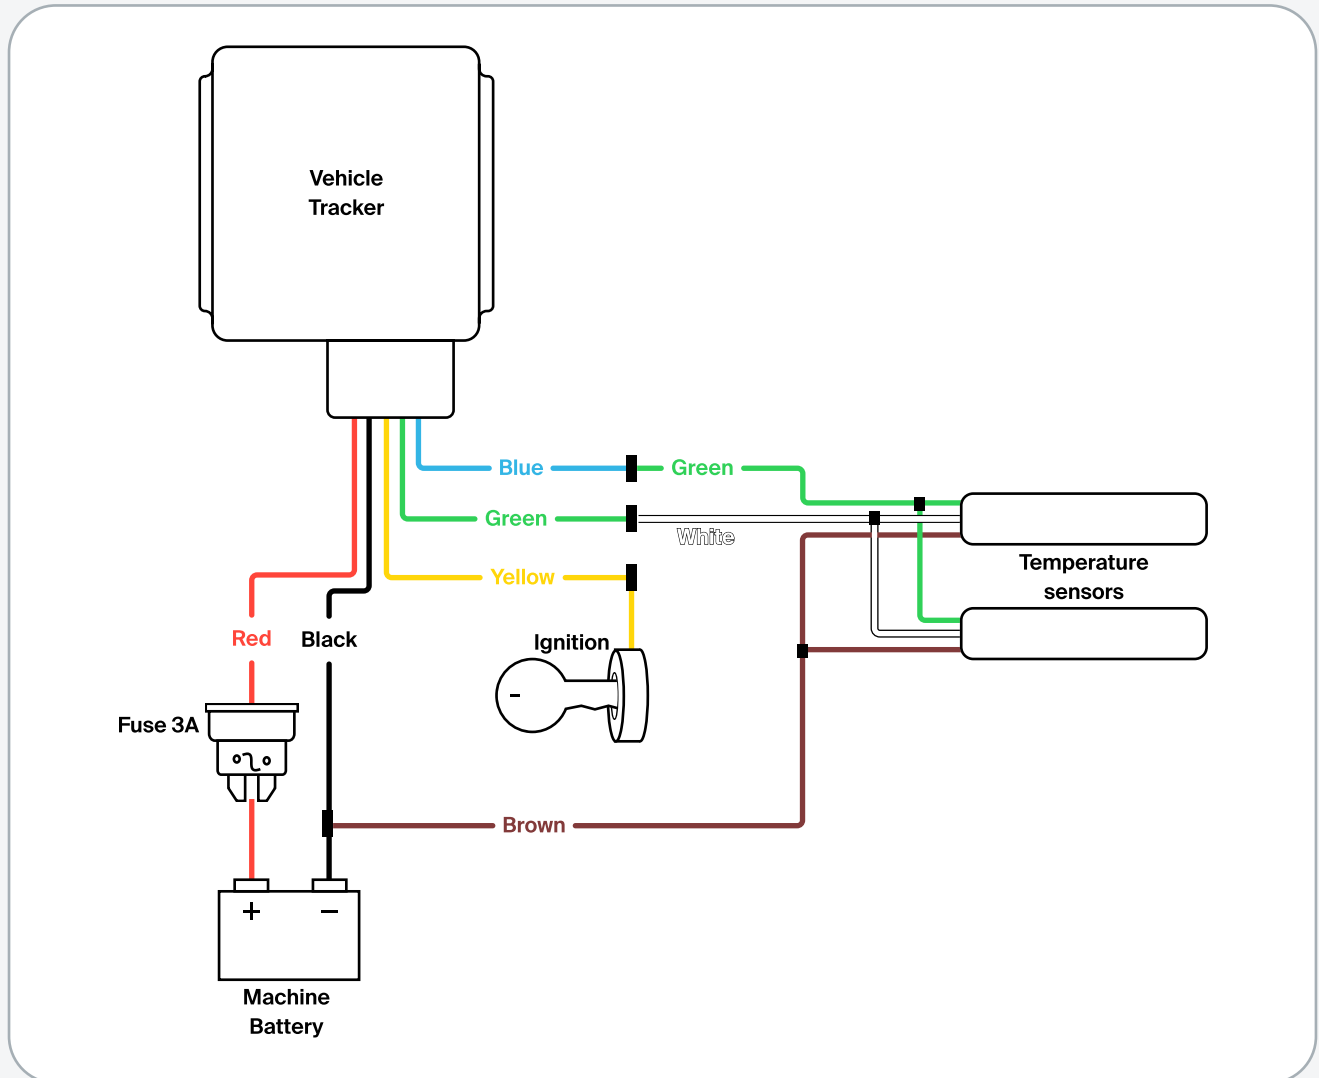 Vehicle
Tracker
Blue
Green
Green
White
Yellow
Temperature
sensors
Red
Black
Ignition
Fuse 3A
-
Brown
+
−
Machine
Battery